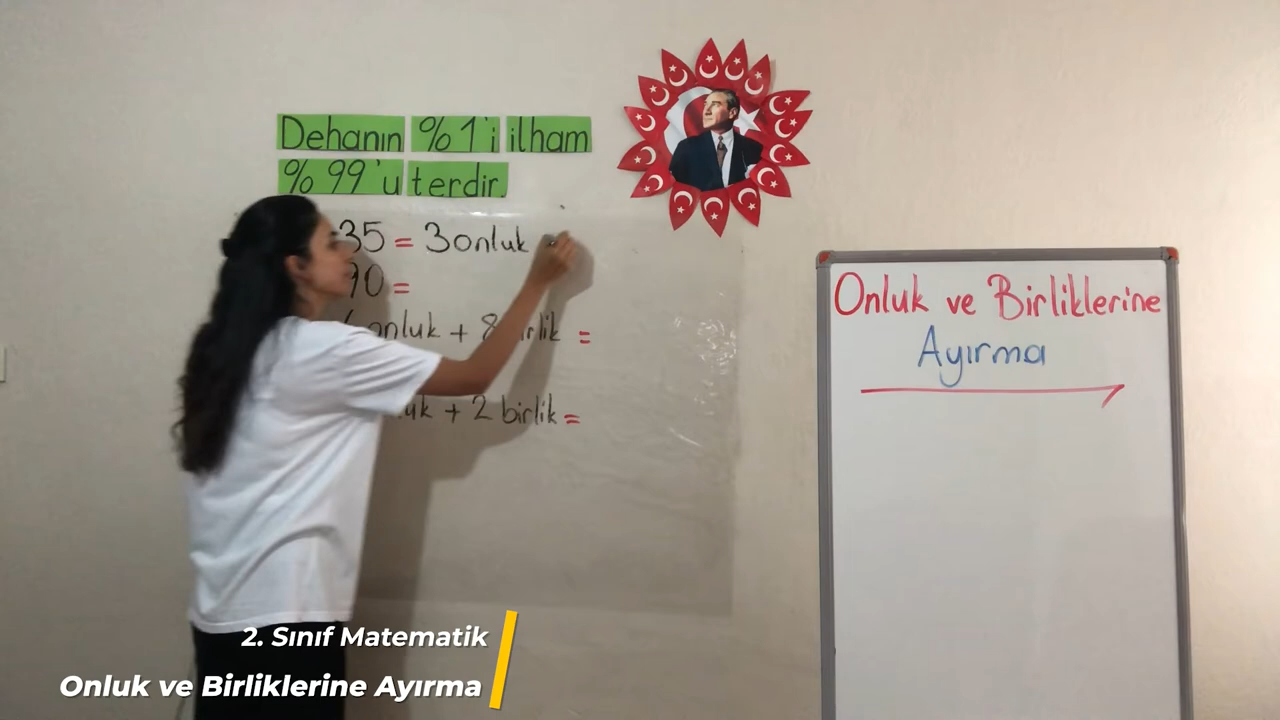 Dehanın %1'i ilham
%99'u terdir.
35 = 3 onluk
90 =
onluk + 8 birlik =
+ 2 birlik =
Onluk ve Birliklerine
Ayırma
2. Sınıf Matematik
Onluk ve Birliklerine Ayırma